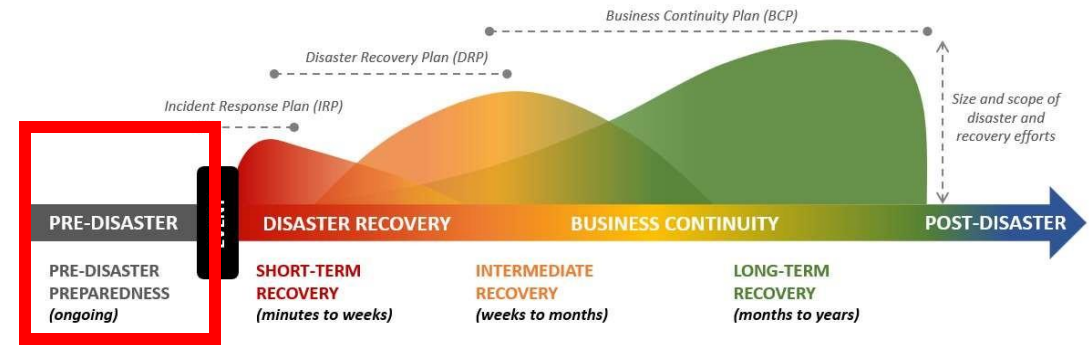 Business Continuity Plan (BCP)
Disaster Recovery Plan (DRP)
Incident Response Plan (IRP)
Size and scope of
disaster and
recovery efforts
PRE-DISASTER
EVENT
DISASTER RECOVERY
BUSINESS CONTINUITY
POST-DISASTER
PRE-DISASTER
PREPAREDNESS
(ongoing)
SHORT-TERM
RECOVERY
(minutes to weeks)
INTERMEDIATE
RECOVERY
(weeks to months)
LONG-TERM
RECOVERY
(months to years)